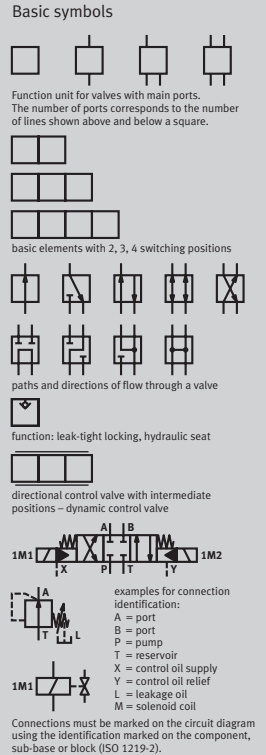 Basic symbols
Function unit for valves with main ports.
The number of ports corresponds to the number
of lines shown above and below a square.
basic elements with 2, 3, 4 switching positions
paths and directions of flow through a valve
function: leak-tight locking, hydraulic seat
directional control valve with intermediate
positions – dynamic control valve
A B
1M1 1M2
X P T Y
A
T L
1M1
examples for connection
identification:
A = port
B = port
P = pump
T = reservoir
X = control oil supply
Y = control oil relief
L = leakage oil
M = solenoid coil
Connections must be marked on the circuit diagram
using the identification marked on the component,
sub-base or block (ISO 1219-2).